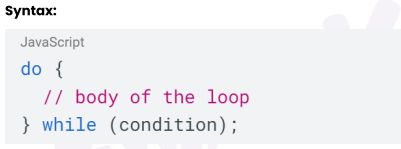 Syntax:
JavaScript
do {
  // body of the loop
} while (condition);